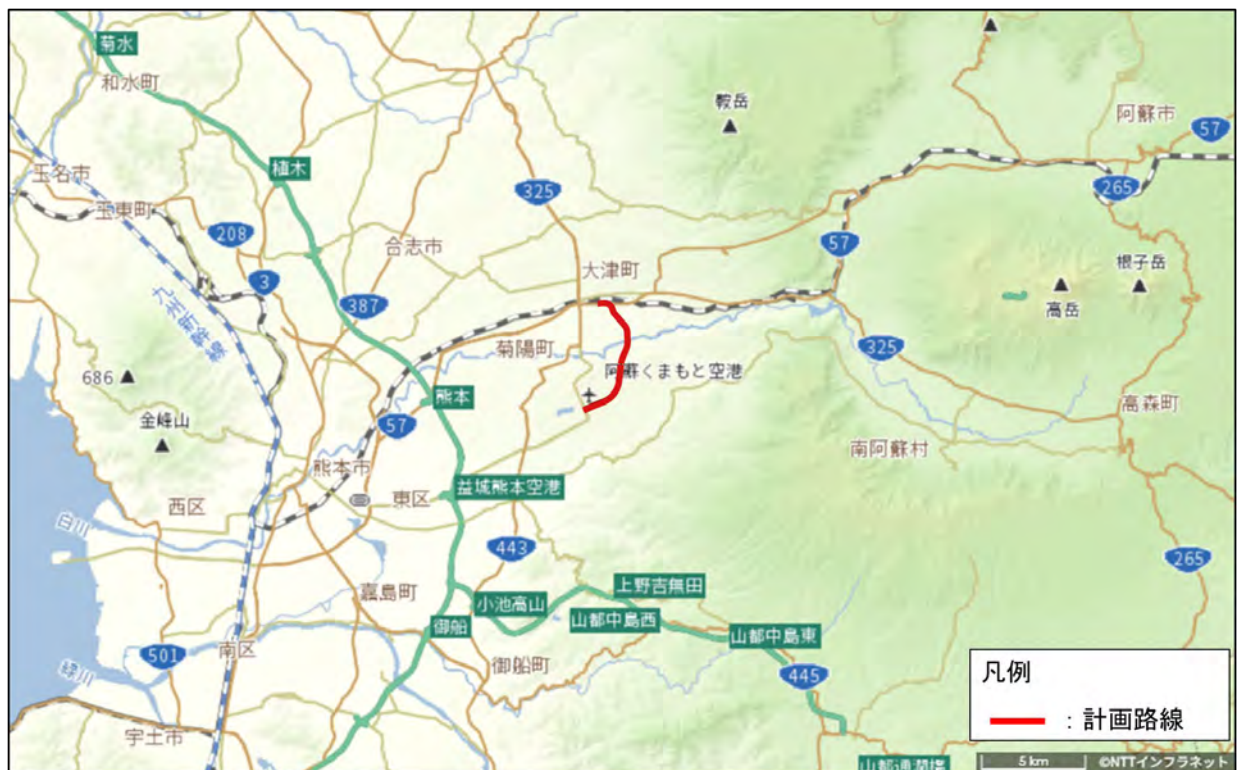 菊水
和水町
鞍岳
阿蘇市
57
植木
玉名市
325
265
玉東町
208
合志市
57
大津町
根子岳
3
387
高岳
九州新幹線
菊陽町
325
686
阿蘇くまもと空港
熊本
高森町
金峰山
57
南阿蘇村
熊本市
益城熊本空港
東区
西区
白川
443
265
上野吉無田
嘉島町
小池高山
山都中島西
御船
山都中島東
501
南区
御船町
445
緑川
宇土市
凡例
:計画路線
山都通潤橋
5 km
©NTTインフラネット